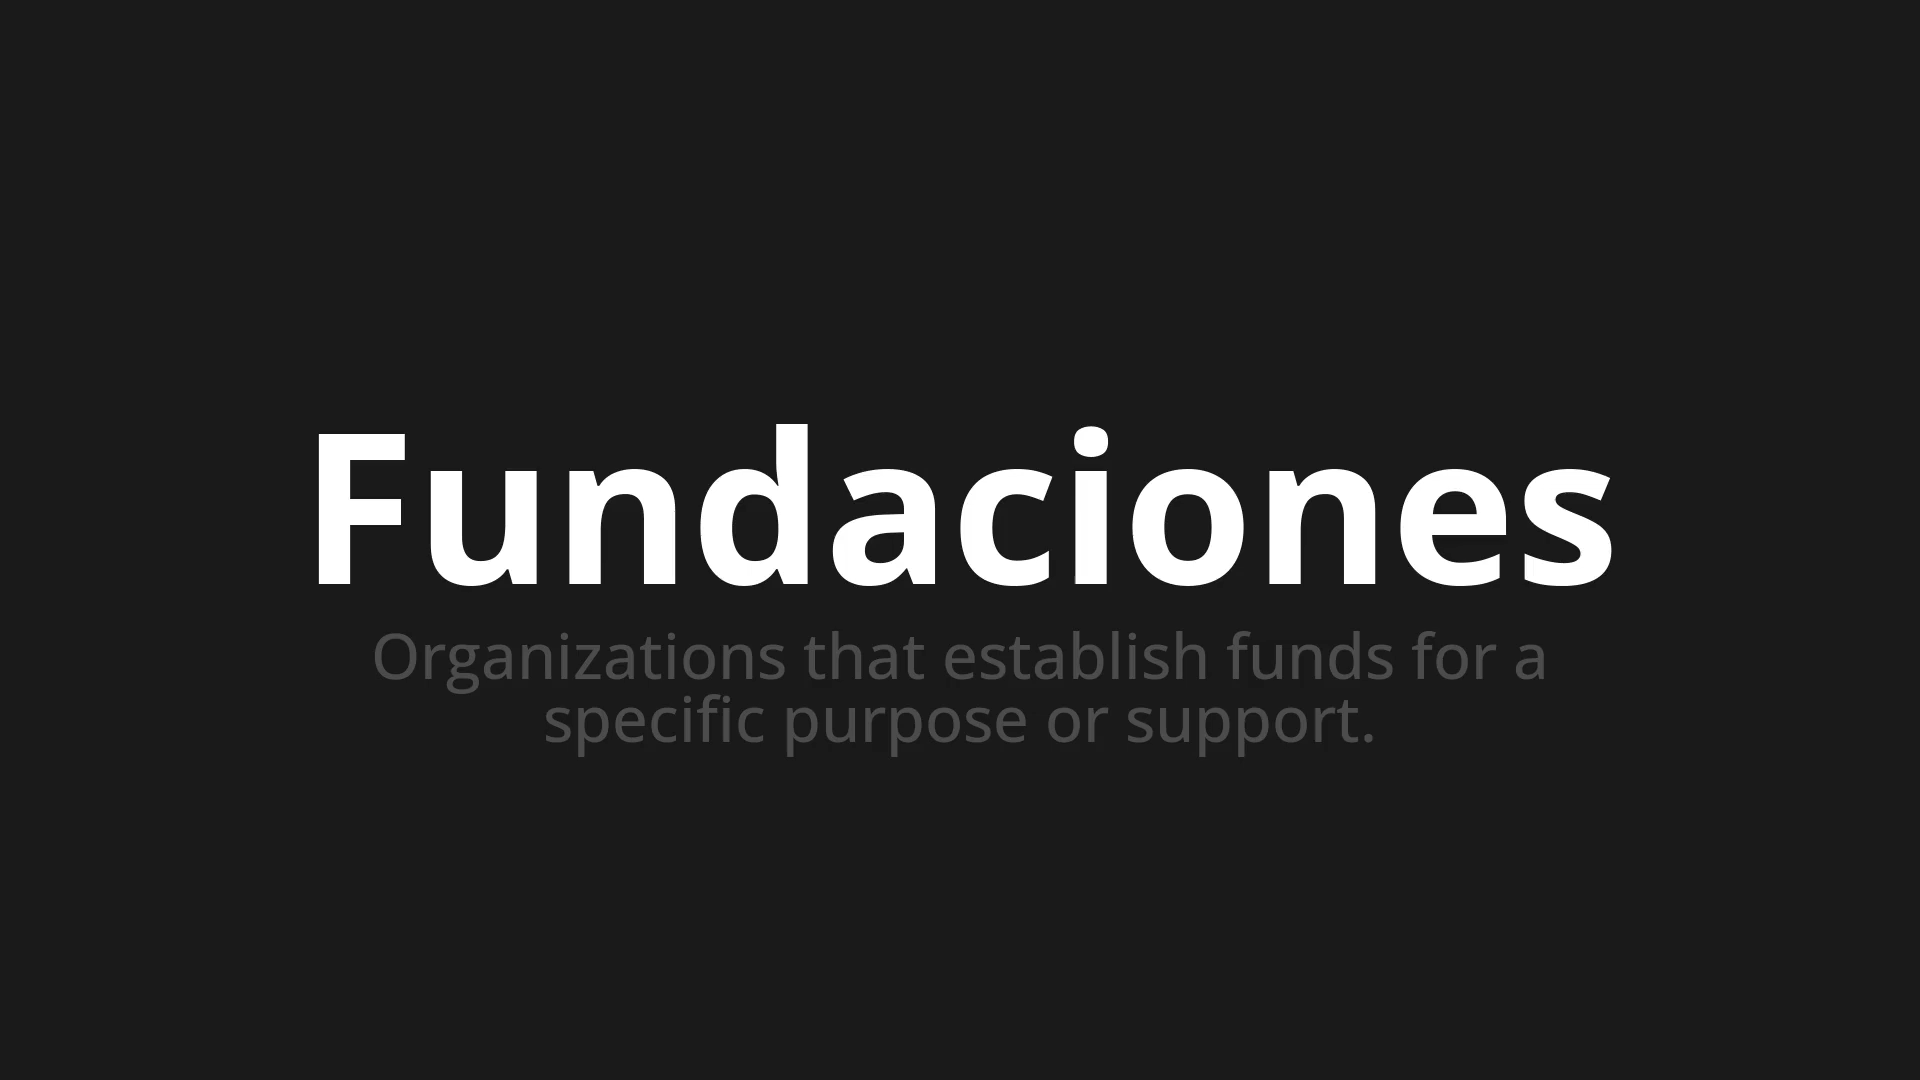 Fundaciones
Organizations that establish funds for a
specific purpose or support.